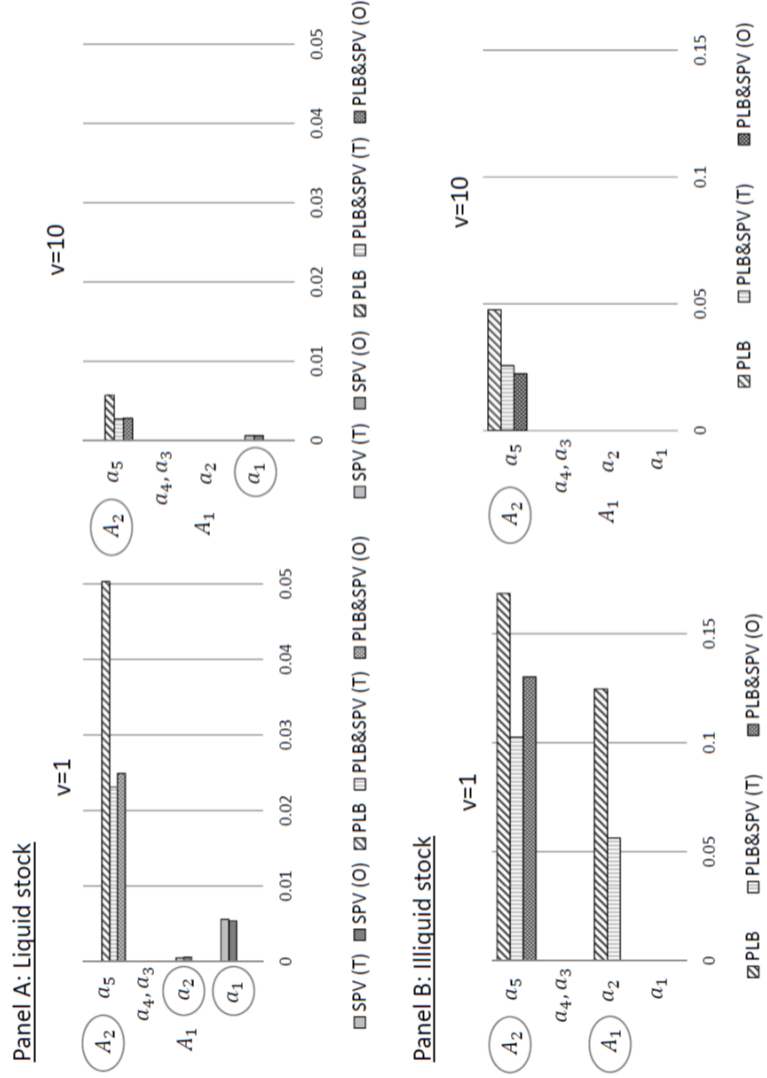 Panel A: Liquid stock
v=1
A₂ a₅
a₄, a₃
A₁ a₂
a₁
0 0.01 0.02 0.03 0.04 0.05
SPV (T) SPV (O) PLB PLB&SPV (T) PLB&SPV (O)
v=10
A₂ a₅
a₄, a₃
A₁ a₂
a₁
0 0.01 0.02 0.03 0.04 0.05
SPV (T) SPV (O) PLB PLB&SPV (T) PLB&SPV (O)
Panel B: Illiquid stock
v=1
A₂ a₅
a₄, a₃
A₁ a₂
a₁
0 0.05 0.1 0.15
PLB PLB&SPV (T) PLB&SPV (O)
v=10
A₂ a₅
a₄, a₃
A₁ a₂
a₁
0 0.05 0.1 0.15
PLB PLB&SPV (T) PLB&SPV (O)